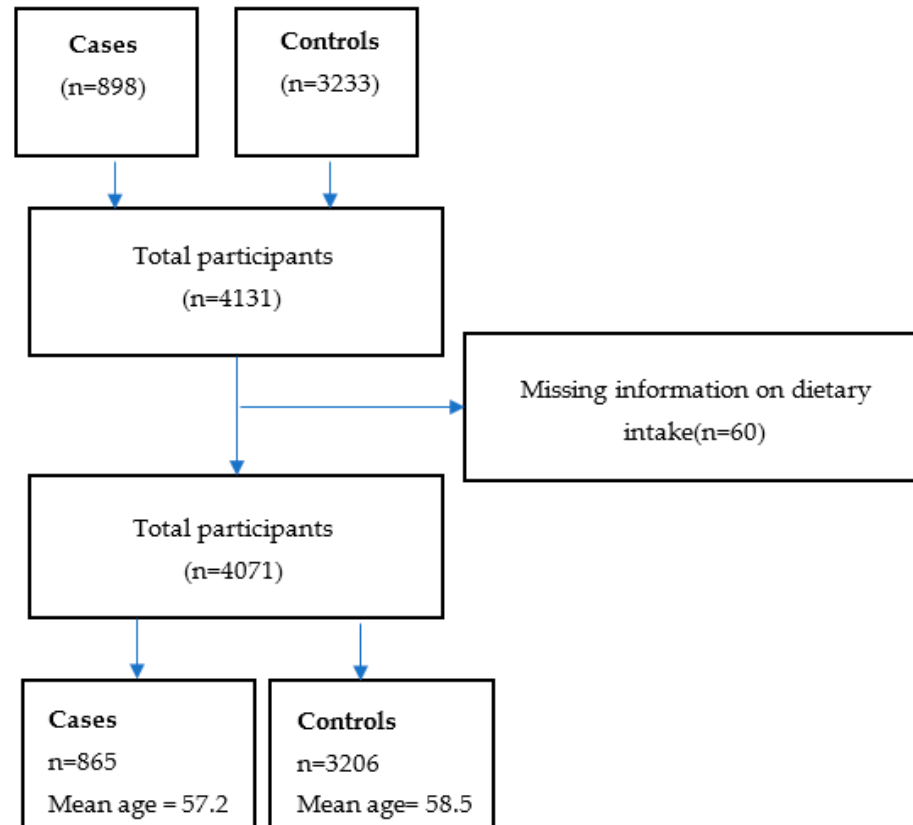 Cases
(n=898)
Controls
(n=3233)
Total participants
(n=4131)
Missing information on dietary
intake(n=60)
Total participants
(n=4071)
Cases
n=865
Mean age = 57.2
Controls
n=3206
Mean age= 58.5